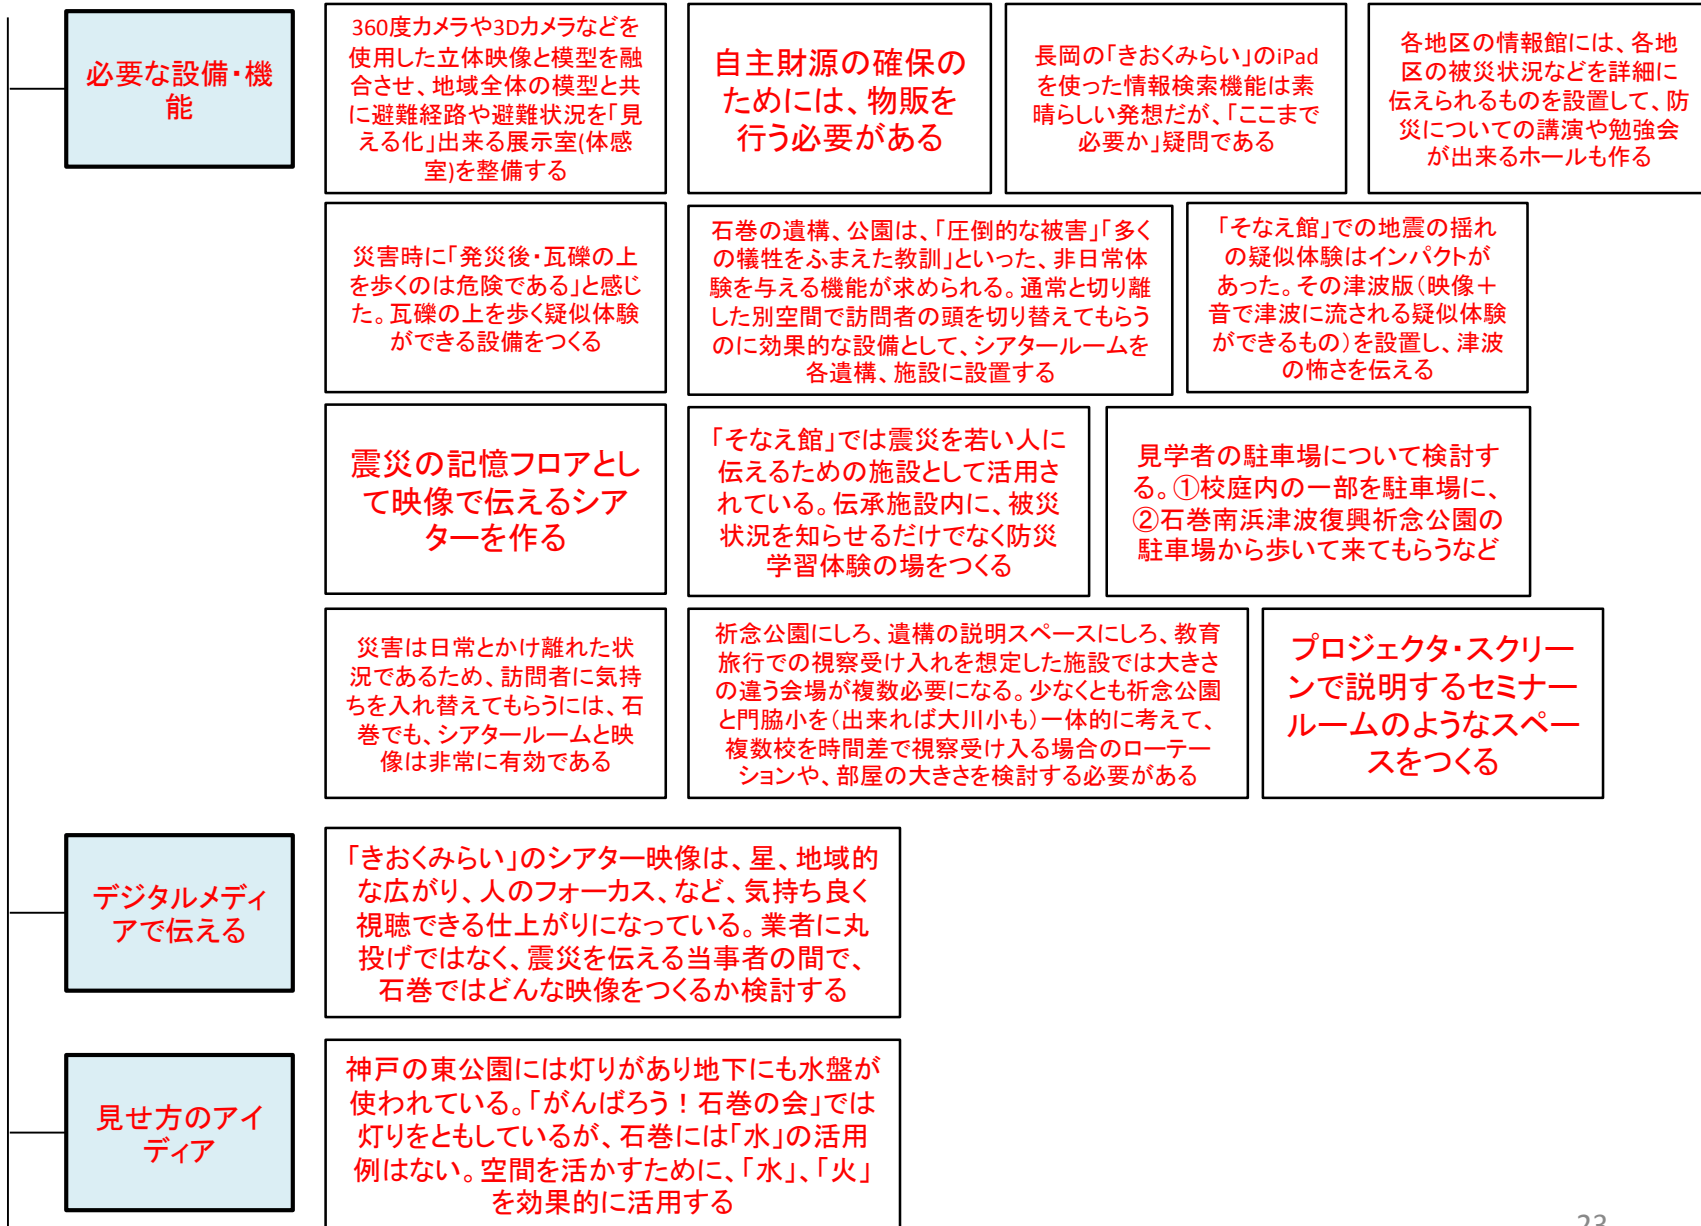 必要な設備・機
能
360度カメラや3Dカメラなどを
使用した立体映像と模型を融
合させ、地域全体の模型と共
に避難経路や避難状況を「見
える化」出来る展示室(体感
室)を整備する
自主財源の確保の
ためには、物販を
行う必要がある
長岡の「きおくみらい」のiPad
を使った情報検索機能は素
晴らしい発想だが、「ここまで
必要か」疑問である
各地区の情報館には、各地
区の被災状況などを詳細に
伝えられるものを設置して、防
災についての講演や勉強会
が出来るホールも作る
災害時に「発災後・瓦礫の上
を歩くのは危険である」と感じ
た。瓦礫の上を歩く疑似体験
ができる設備をつくる
石巻の遺構、公園は、「圧倒的な被害」「多く
の犠牲をふまえた教訓」といった、非日常体
験を与える機能が求められる。通常と切り離
した別空間で訪問者の頭を切り替えてもらう
のに効果的な設備として、シアタールームを
各遺構、施設に設置する
「そなえ館」での地震の揺れ
の疑似体験はインパクトが
あった。その津波版(映像+
音で津波に流される疑似体験
ができるもの)を設置し、津波
の怖さを伝える
震災の記憶フロアとし
て映像で伝えるシア
ターを作る
「そなえ館」では震災を若い人に
伝えるための施設として活用さ
れている。伝承施設内に、被災
状況を知らせるだけでなく防災
学習体験の場をつくる
見学者の駐車場について検討す
る。①校庭内の一部を駐車場に、
②石巻南浜津波復興祈念公園の
駐車場から歩いて来てもらうなど
災害は日常とかけ離れた状
況であるため、訪問者に気持
ちを入れ替えてもらうには、石
巻でも、シアタールームと映
像は非常に有効である
祈念公園にしろ、遺構の説明スペースにしろ、教育
旅行での視察受け入れを想定した施設では大きさ
の違う会場が複数必要になる。少なくとも祈念公園
と門脇小を(出来れば大川小も)一体的に考えて、
複数校を時間差で視察受け入る場合のローテー
ションや、部屋の大きさを検討する必要がある
プロジェクタ・スクリー
ンで説明するセミナー
ルームのようなスペー
スをつくる
デジタルメディ
アで伝える
「きおくみらい」のシアター映像は、星、地域的
な広がり、人のフォーカス、など、気持ち良く
視聴できる仕上がりになっている。業者に丸
投げではなく、震災を伝える当事者の間で、
石巻ではどんな映像をつくるか検討する
見せ方のアイ
ディア
神戸の東公園には灯りがあり地下にも水盤が
使われている。「がんばろう!石巻の会」では
灯りをともしているが、石巻には「水」の活用
例はない。空間を活かすために、「水」、「火」
を効果的に活用する
23